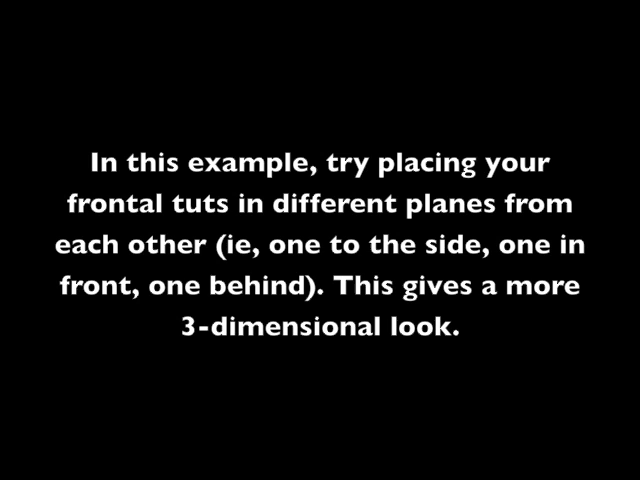 In this example, try placing your
frontal tuts in different planes from
each other (ie, one to the side, one in
front, one behind). This gives a more
3-dimensional look.